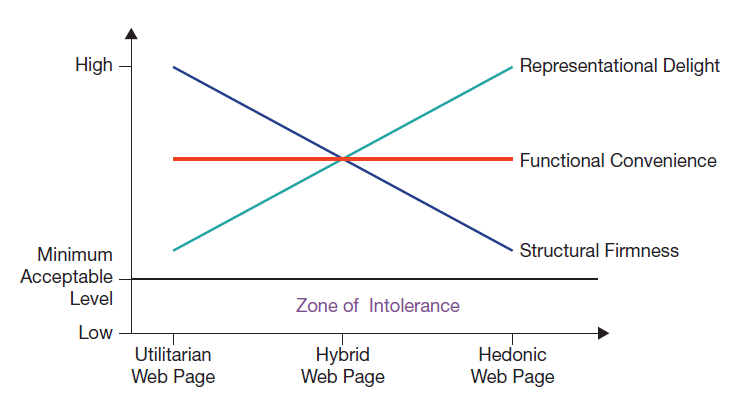 High
Representational Delight
Functional Convenience
Structural Firmness
Minimum
Acceptable
Level
Zone of Intolerance
Low
Utilitarian
Web Page
Hybrid
Web Page
Hedonic
Web Page